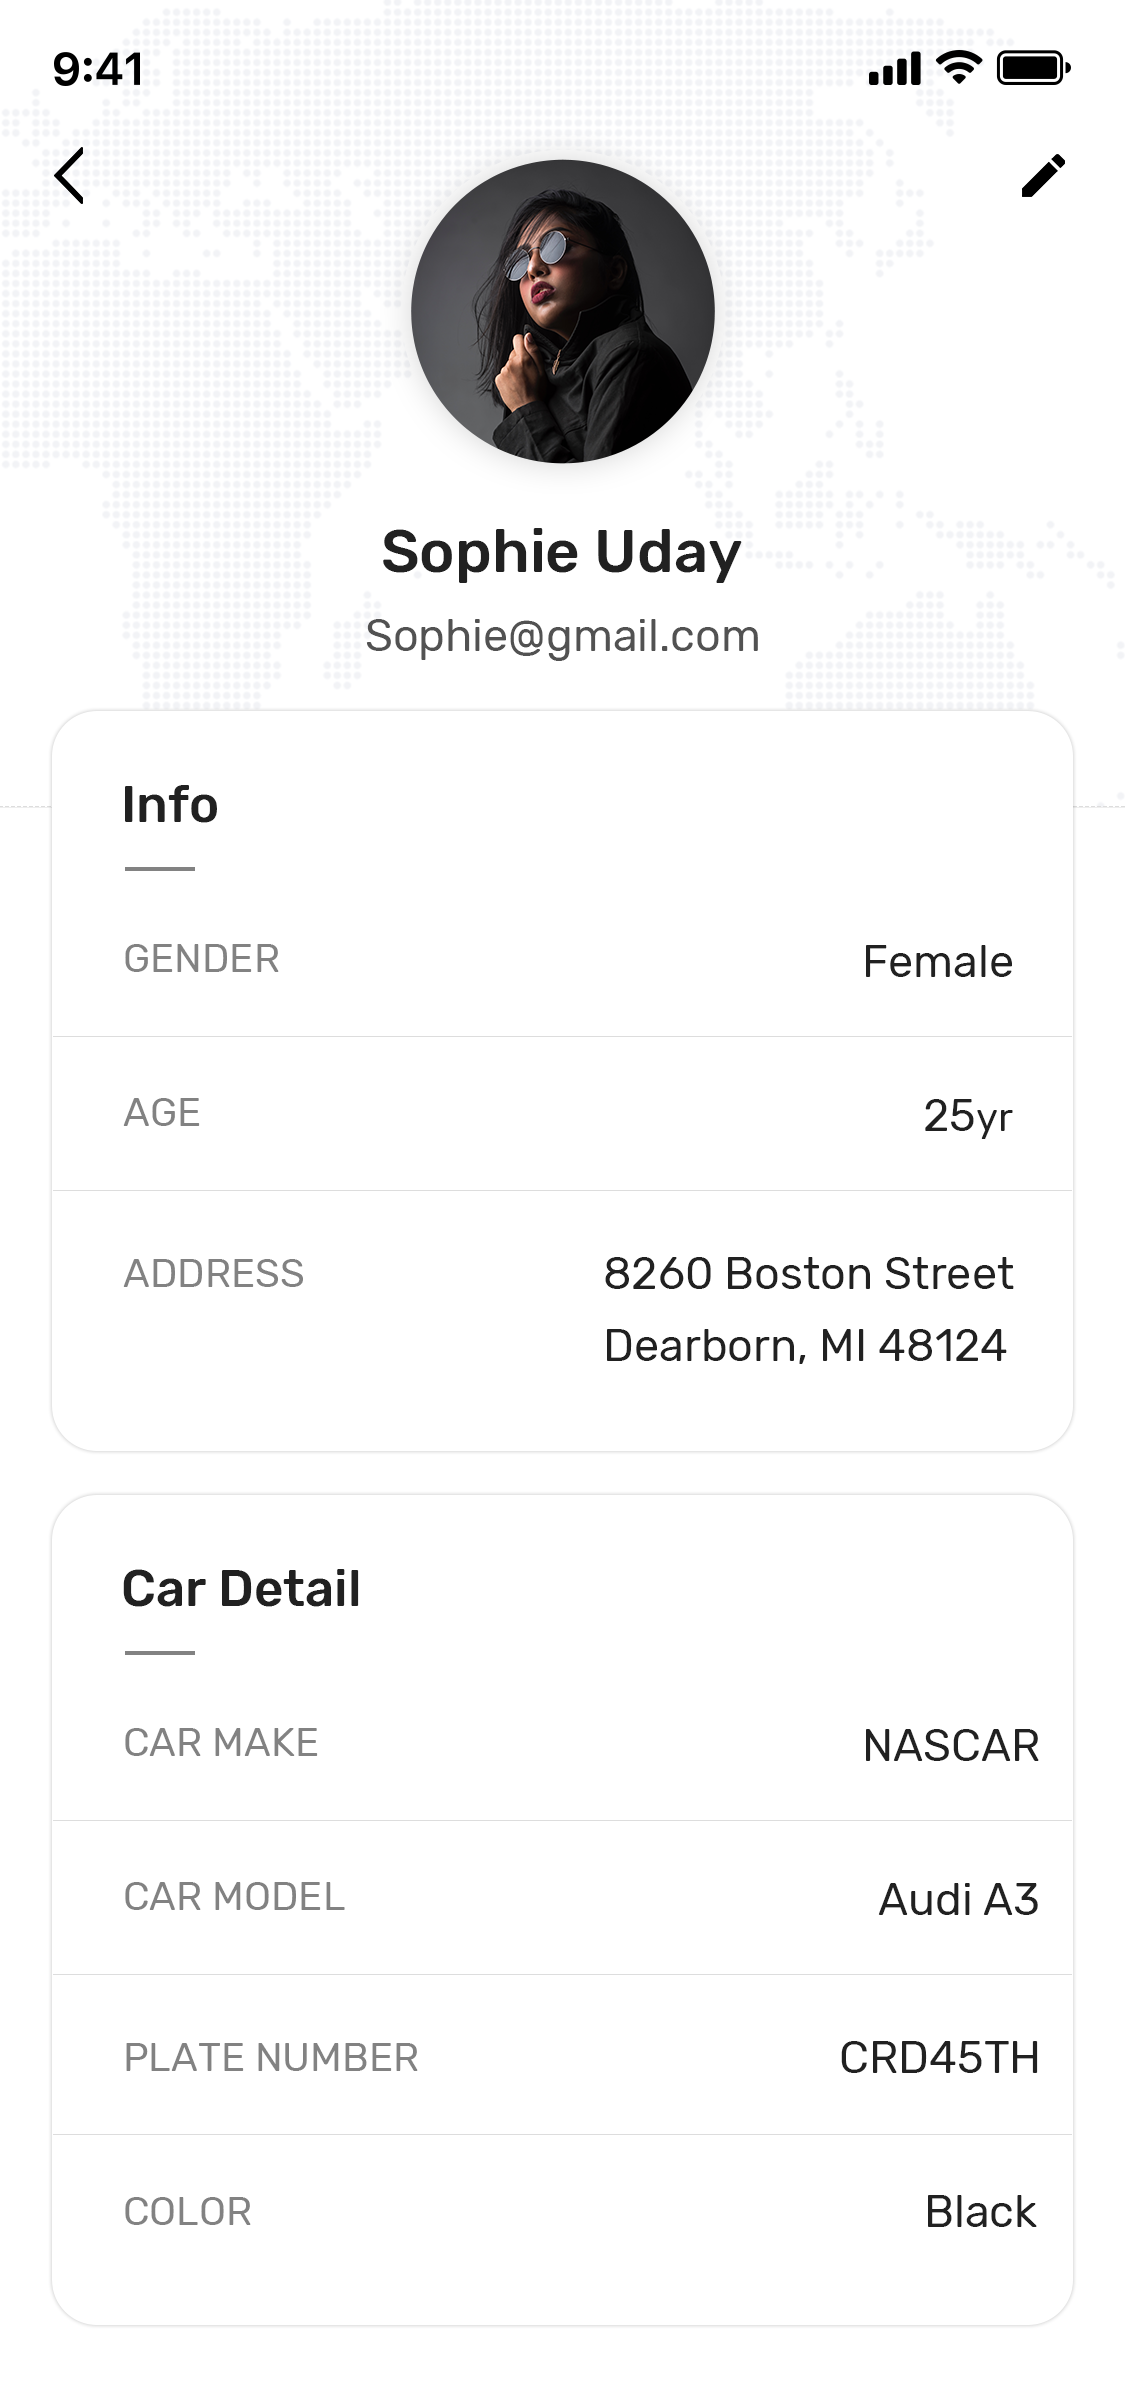 9:41
Sophie Uday
Sophie@gmail.com
Info
GENDER
Female
AGE
25yr
ADDRESS
8260 Boston Street
Dearborn, MI 48124
Car Detail
CAR MAKE
NASCAR
CAR MODEL
Audi A3
PLATE NUMBER
CRD45TH
COLOR
Black